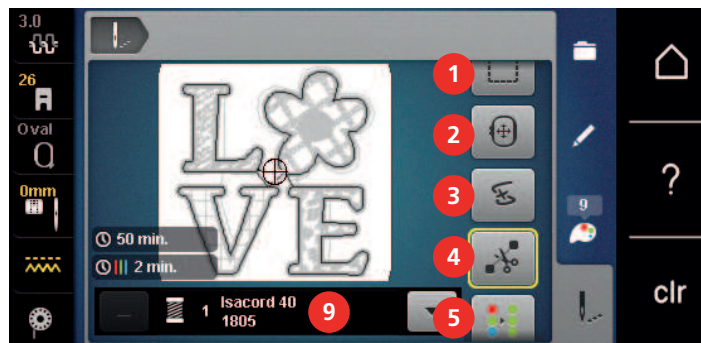 3.0
26
Oval
0mm
LOVE
50 min.
2 min.
1 Isacord 40
1805
1
2
3
4
5
9
9
?
clr